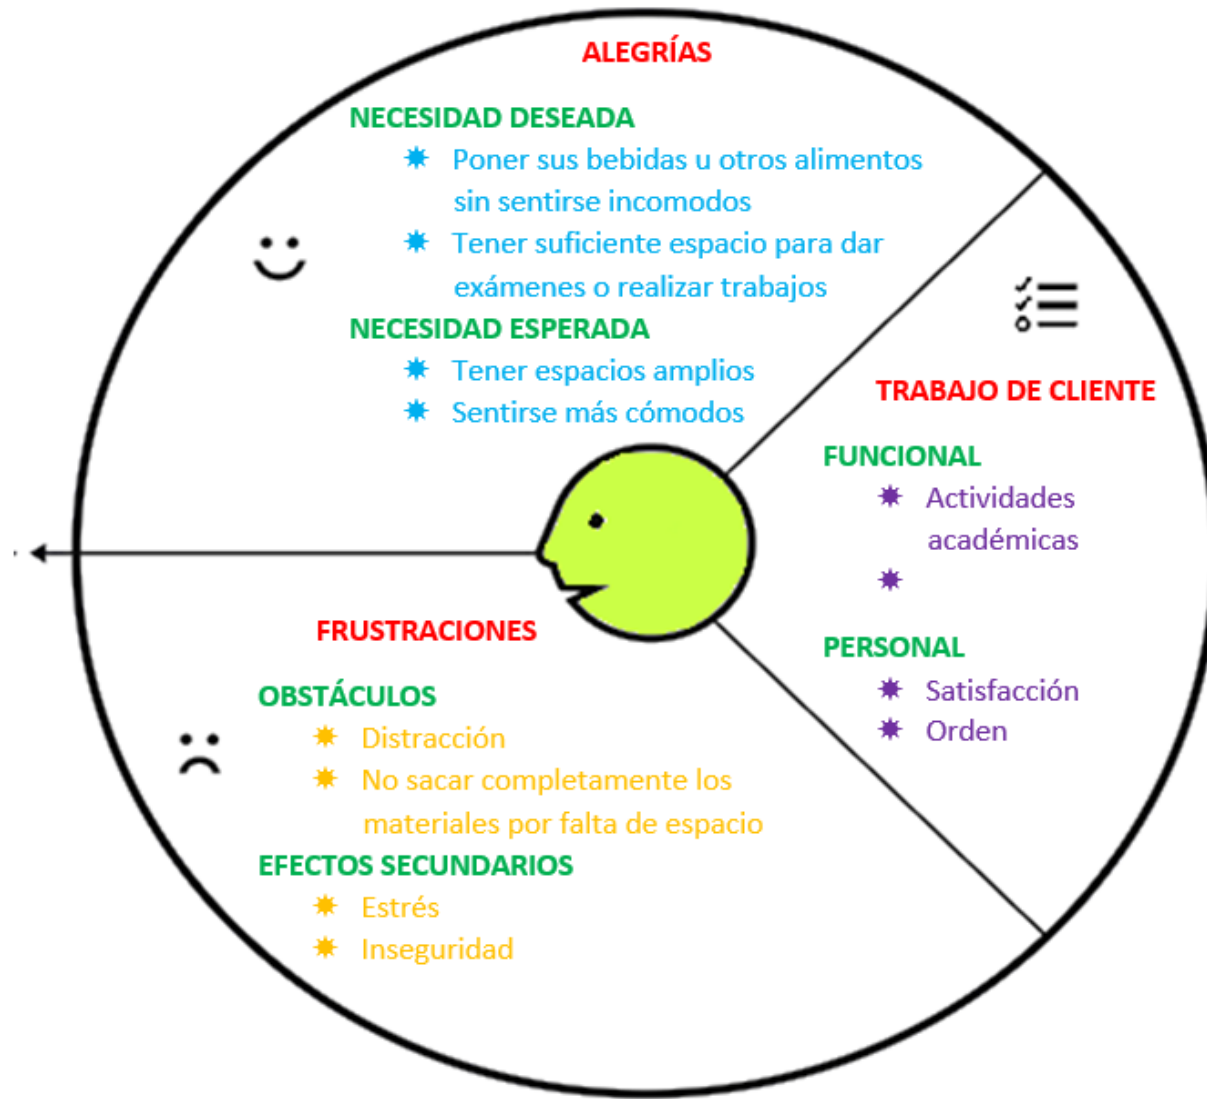 ALEGRÍAS
NECESIDAD DESEADA
Poner sus bebidas u otros alimentos
sin sentirse incomodos
Tener suficiente espacio para dar
exámenes o realizar trabajos
NECESIDAD ESPERADA
Tener espacios amplios
Sentirse más cómodos
TRABAJO DE CLIENTE
FUNCIONAL
Actividades
académicas
PERSONAL
Satisfacción
Orden
FRUSTRACIONES
OBSTÁCULOS
Distracción
No sacar completamente los
materiales por falta de espacio
EFECTOS SECUNDARIOS
Estrés
Inseguridad